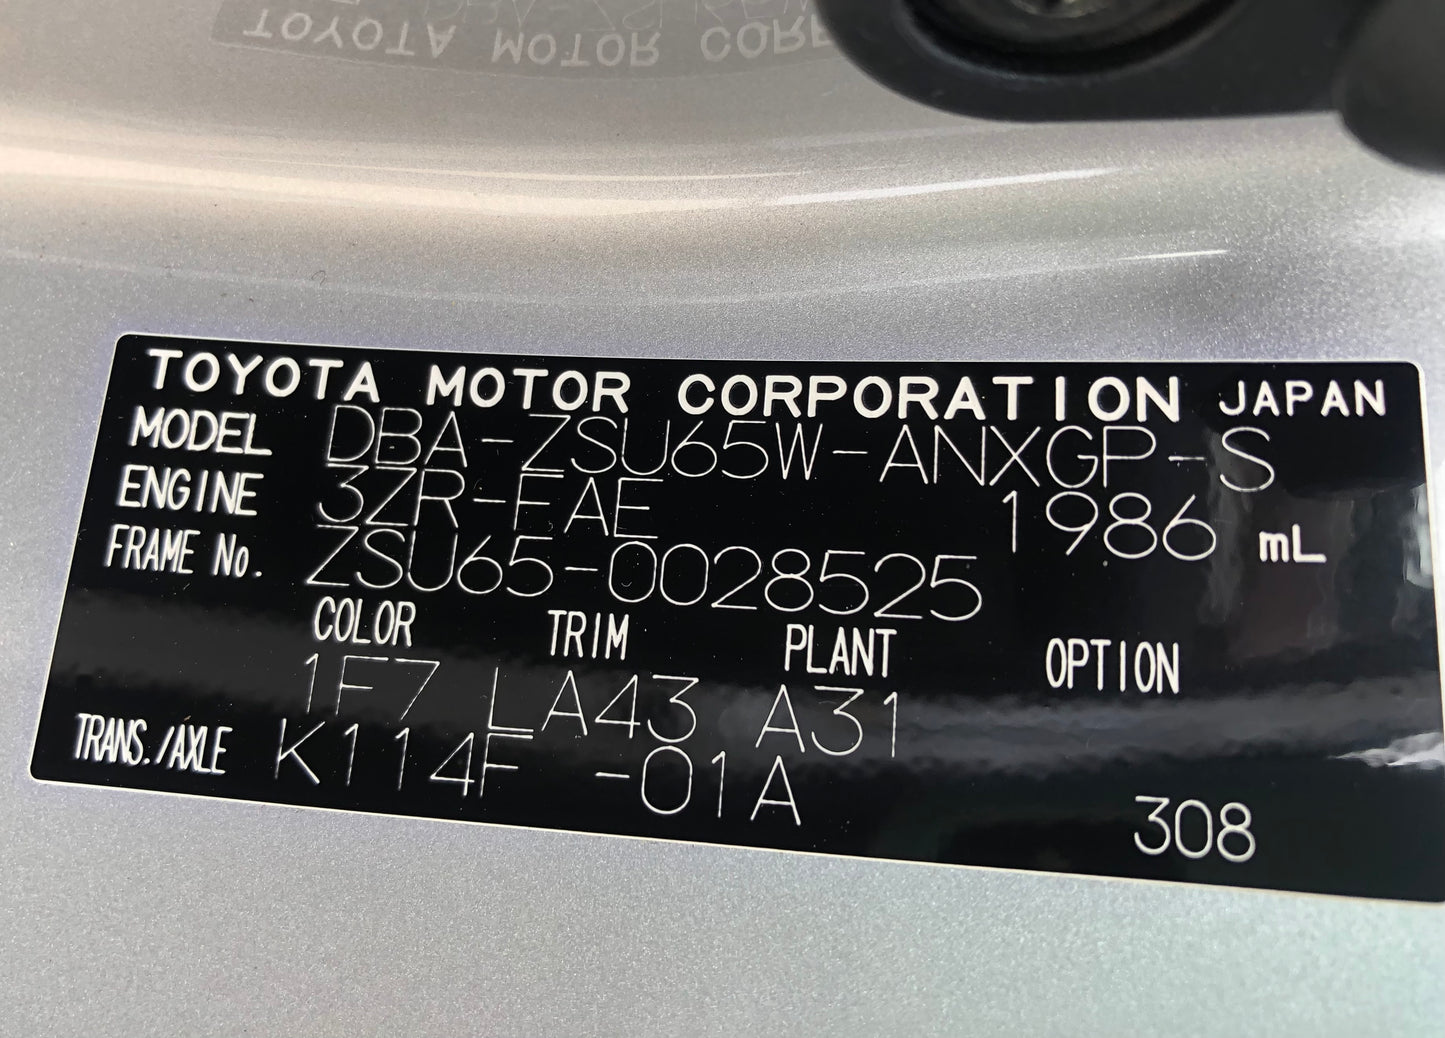 TOYOTA MOTOR CORPORATION JAPAN
MODEL DBA-ZSU65W-ANXGP-S
ENGINE 3ZR-FAE 1986 mL
FRAME No. ZSU65-0028525
COLOR TRIM PLANT OPTION
1F7 LA43 A31
TRANS./AXLE K114F -01A
308